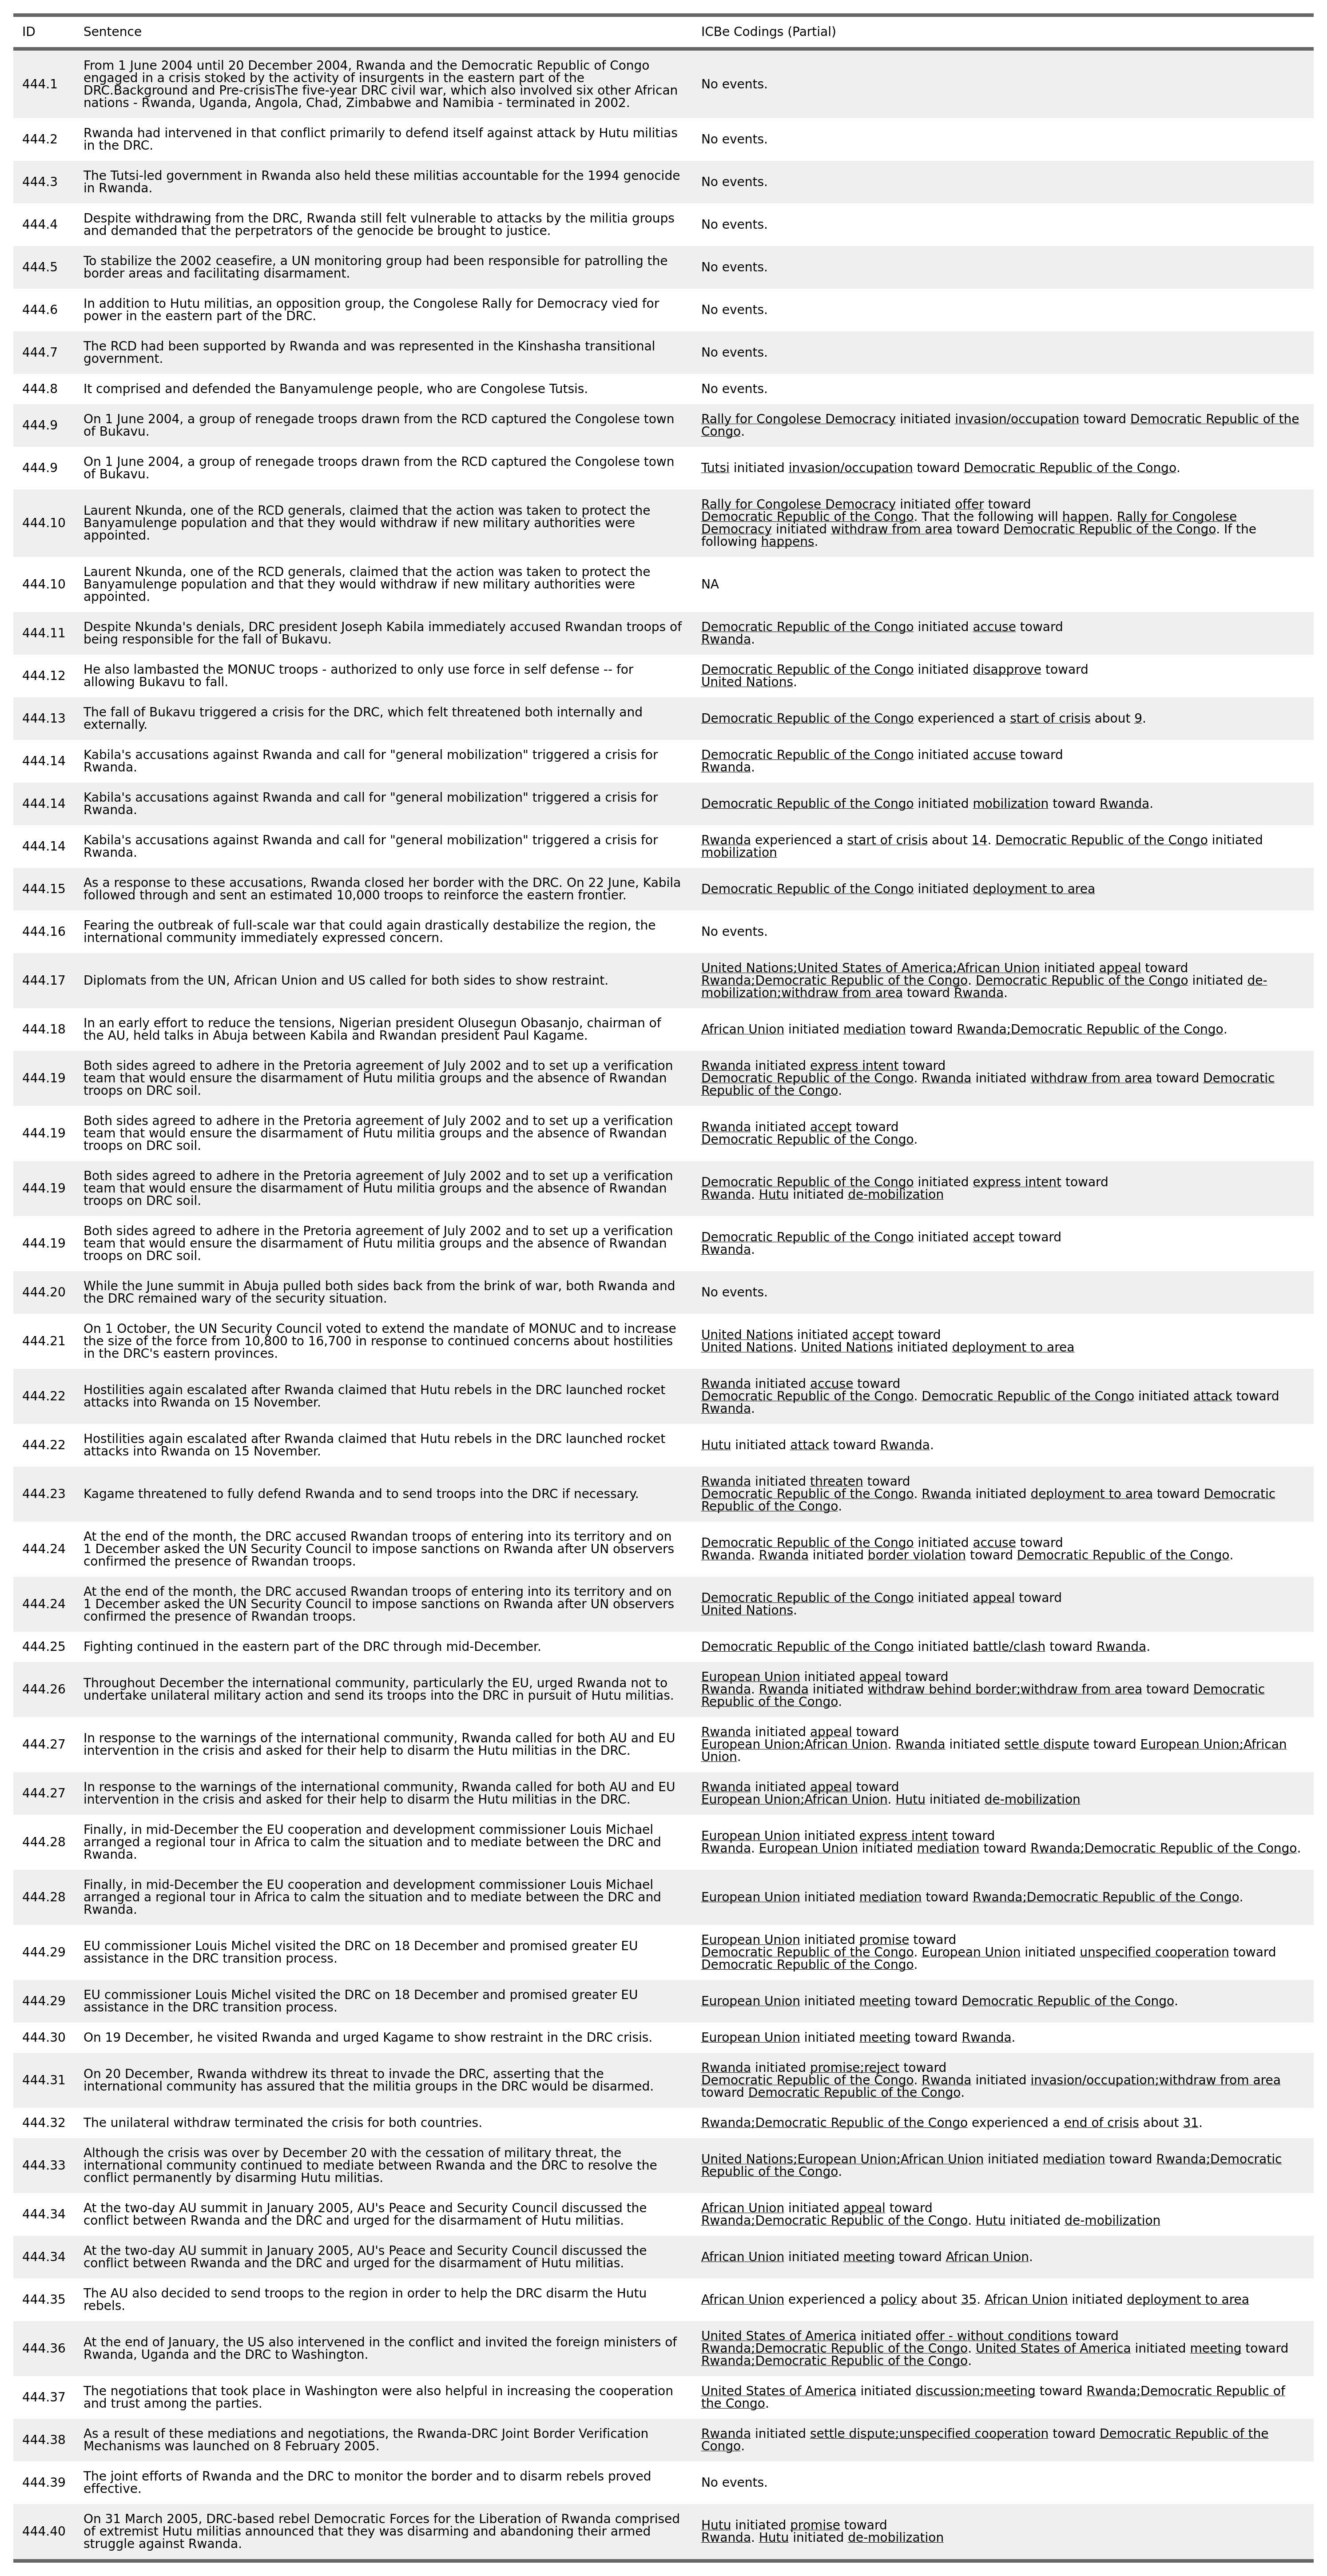 ID Sentence ICBe Codings (Partial)
444.1
From 1 June 2004 until 20 December 2004, Rwanda and the Democratic Republic of Congo
engaged in a crisis stoked by the activity of insurgents in the eastern part of the
DRC.Background and Pre-crisisThe five-year DRC civil war, which also involved six other African
nations - Rwanda, Uganda, Angola, Chad, Zimbabwe and Namibia - terminated in 2002.
No events.
444.2
Rwanda had intervened in that conflict primarily to defend itself against attack by Hutu militias
in the DRC.
No events.
444.3
The Tutsi-led government in Rwanda also held these militias accountable for the 1994 genocide
in Rwanda.
No events.
444.4
Despite withdrawing from the DRC, Rwanda still felt vulnerable to attacks by the militia groups
and demanded that the perpetrators of the genocide be brought to justice.
No events.
444.5
To stabilize the 2002 ceasefire, a UN monitoring group had been responsible for patrolling the
border areas and facilitating disarmament.
No events.
444.6
In addition to Hutu militias, an opposition group, the Congolese Rally for Democracy vied for
power in the eastern part of the DRC.
No events.
444.7
The RCD had been supported by Rwanda and was represented in the Kinshasha transitional
government.
No events.
444.8
It comprised and defended the Banyamulenge people, who are Congolese Tutsis.
No events.
444.9
On 1 June 2004, a group of renegade troops drawn from the RCD captured the Congolese town
of Bukavu.
Rally for Congolese Democracy initiated invasion/occupation toward Democratic Republic of the
Congo.
444.9
On 1 June 2004, a group of renegade troops drawn from the RCD captured the Congolese town
of Bukavu.
Tutsi initiated invasion/occupation toward Democratic Republic of the Congo.
444.10
Laurent Nkunda, one of the RCD generals, claimed that the action was taken to protect the
Banyamulenge population and that they would withdraw if new military authorities were
appointed.
Rally for Congolese Democracy initiated offer toward
Democratic Republic of the Congo. That the following will happen. Rally for Congolese
Democracy initiated withdraw from area toward Democratic Republic of the Congo. If the
following happens.
444.10
Laurent Nkunda, one of the RCD generals, claimed that the action was taken to protect the
Banyamulenge population and that they would withdraw if new military authorities were
appointed.
NA
444.11
Despite Nkunda's denials, DRC president Joseph Kabila immediately accused Rwandan troops of
being responsible for the fall of Bukavu.
Democratic Republic of the Congo initiated accuse toward
Rwanda.
444.12
He also lambasted the MONUC troops - authorized to only use force in self defense -- for
allowing Bukavu to fall.
Democratic Republic of the Congo initiated disapprove toward
United Nations.
444.13
The fall of Bukavu triggered a crisis for the DRC, which felt threatened both internally and
externally.
Democratic Republic of the Congo experienced a start of crisis about 9.
444.14
Kabila's accusations against Rwanda and call for "general mobilization" triggered a crisis for
Rwanda.
Democratic Republic of the Congo initiated accuse toward
Rwanda.
444.14
Kabila's accusations against Rwanda and call for "general mobilization" triggered a crisis for
Rwanda.
Democratic Republic of the Congo initiated mobilization toward Rwanda.
444.14
Kabila's accusations against Rwanda and call for "general mobilization" triggered a crisis for
Rwanda.
Rwanda experienced a start of crisis about 14. Democratic Republic of the Congo initiated
mobilization
444.15
As a response to these accusations, Rwanda closed her border with the DRC. On 22 June, Kabila
followed through and sent an estimated 10,000 troops to reinforce the eastern frontier.
Democratic Republic of the Congo initiated deployment to area
444.16
Fearing the outbreak of full-scale war that could again drastically destabilize the region, the
international community immediately expressed concern.
No events.
444.17
Diplomats from the UN, African Union and US called for both sides to show restraint.
United Nations;United States of America;African Union initiated appeal toward
Rwanda;Democratic Republic of the Congo. Democratic Republic of the Congo initiated de-
mobilization;withdraw from area toward Rwanda.
444.18
In an early effort to reduce the tensions, Nigerian president Olusegun Obasanjo, chairman of
the AU, held talks in Abuja between Kabila and Rwandan president Paul Kagame.
African Union initiated mediation toward Rwanda;Democratic Republic of the Congo.
444.19
Both sides agreed to adhere in the Pretoria agreement of July 2002 and to set up a verification
team that would ensure the disarmament of Hutu militia groups and the absence of Rwandan
troops on DRC soil.
Rwanda initiated express intent toward
Democratic Republic of the Congo. Rwanda initiated withdraw from area toward Democratic
Republic of the Congo.
444.19
Both sides agreed to adhere in the Pretoria agreement of July 2002 and to set up a verification
team that would ensure the disarmament of Hutu militia groups and the absence of Rwandan
troops on DRC soil.
Rwanda initiated accept toward
Democratic Republic of the Congo.
444.19
Both sides agreed to adhere in the Pretoria agreement of July 2002 and to set up a verification
team that would ensure the disarmament of Hutu militia groups and the absence of Rwandan
troops on DRC soil.
Democratic Republic of the Congo initiated express intent toward
Rwanda. Hutu initiated de-mobilization
444.19
Both sides agreed to adhere in the Pretoria agreement of July 2002 and to set up a verification
team that would ensure the disarmament of Hutu militia groups and the absence of Rwandan
troops on DRC soil.
Democratic Republic of the Congo initiated accept toward
Rwanda.
444.20
While the June summit in Abuja pulled both sides back from the brink of war, both Rwanda and
the DRC remained wary of the security situation.
No events.
444.21
On 1 October, the UN Security Council voted to extend the mandate of MONUC and to increase
the size of the force from 10,800 to 16,700 in response to continued concerns about hostilities
in the DRC's eastern provinces.
United Nations initiated accept toward
United Nations. United Nations initiated deployment to area
444.22
Hostilities again escalated after Rwanda claimed that Hutu rebels in the DRC launched rocket
attacks into Rwanda on 15 November.
Rwanda initiated accuse toward
Democratic Republic of the Congo. Democratic Republic of the Congo initiated attack toward
Rwanda.
444.22
Hostilities again escalated after Rwanda claimed that Hutu rebels in the DRC launched rocket
attacks into Rwanda on 15 November.
Hutu initiated attack toward Rwanda.
444.23
Kagame threatened to fully defend Rwanda and to send troops into the DRC if necessary.
Rwanda initiated threaten toward
Democratic Republic of the Congo. Rwanda initiated deployment to area toward Democratic
Republic of the Congo.
444.24
At the end of the month, the DRC accused Rwandan troops of entering into its territory and on
1 December asked the UN Security Council to impose sanctions on Rwanda after UN observers
confirmed the presence of Rwandan troops.
Democratic Republic of the Congo initiated accuse toward
Rwanda. Rwanda initiated border violation toward Democratic Republic of the Congo.
444.24
At the end of the month, the DRC accused Rwandan troops of entering into its territory and on
1 December asked the UN Security Council to impose sanctions on Rwanda after UN observers
confirmed the presence of Rwandan troops.
Democratic Republic of the Congo initiated appeal toward
United Nations.
444.25
Fighting continued in the eastern part of the DRC through mid-December.
Democratic Republic of the Congo initiated battle/clash toward Rwanda.
444.26
Throughout December the international community, particularly the EU, urged Rwanda not to
undertake unilateral military action and send its troops into the DRC in pursuit of Hutu militias.
European Union initiated appeal toward
Rwanda. Rwanda initiated withdraw behind border;withdraw from area toward Democratic
Republic of the Congo.
444.27
In response to the warnings of the international community, Rwanda called for both AU and EU
intervention in the crisis and asked for their help to disarm the Hutu militias in the DRC.
Rwanda initiated appeal toward
European Union;African Union. Rwanda initiated settle dispute toward European Union;African
Union.
444.27
In response to the warnings of the international community, Rwanda called for both AU and EU
intervention in the crisis and asked for their help to disarm the Hutu militias in the DRC.
Rwanda initiated appeal toward
European Union;African Union. Hutu initiated de-mobilization
444.28
Finally, in mid-December the EU cooperation and development commissioner Louis Michael
arranged a regional tour in Africa to calm the situation and to mediate between the DRC and
Rwanda.
European Union initiated express intent toward
Rwanda. European Union initiated mediation toward Rwanda;Democratic Republic of the Congo.
444.28
Finally, in mid-December the EU cooperation and development commissioner Louis Michael
arranged a regional tour in Africa to calm the situation and to mediate between the DRC and
Rwanda.
European Union initiated mediation toward Rwanda;Democratic Republic of the Congo.
444.29
EU commissioner Louis Michel visited the DRC on 18 December and promised greater EU
assistance in the DRC transition process.
European Union initiated promise toward
Democratic Republic of the Congo. European Union initiated unspecified cooperation toward
Democratic Republic of the Congo.
444.29
EU commissioner Louis Michel visited the DRC on 18 December and promised greater EU
assistance in the DRC transition process.
European Union initiated meeting toward Democratic Republic of the Congo.
444.30
On 19 December, he visited Rwanda and urged Kagame to show restraint in the DRC crisis.
European Union initiated meeting toward Rwanda.
444.31
On 20 December, Rwanda withdrew its threat to invade the DRC, asserting that the
international community has assured that the militia groups in the DRC would be disarmed.
Rwanda initiated promise;reject toward
Democratic Republic of the Congo. Rwanda initiated invasion/occupation;withdraw from area
toward Democratic Republic of the Congo.
444.32
The unilateral withdraw terminated the crisis for both countries.
Rwanda;Democratic Republic of the Congo experienced a end of crisis about 31.
444.33
Although the crisis was over by December 20 with the cessation of military threat, the
international community continued to mediate between Rwanda and the DRC to resolve the
conflict permanently by disarming Hutu militias.
United Nations;European Union;African Union initiated mediation toward Rwanda;Democratic
Republic of the Congo.
444.34
At the two-day AU summit in January 2005, AU's Peace and Security Council discussed the
conflict between Rwanda and the DRC and urged for the disarmament of Hutu militias.
African Union initiated appeal toward
Rwanda;Democratic Republic of the Congo. Hutu initiated de-mobilization
444.34
At the two-day AU summit in January 2005, AU's Peace and Security Council discussed the
conflict between Rwanda and the DRC and urged for the disarmament of Hutu militias.
African Union initiated meeting toward African Union.
444.35
The AU also decided to send troops to the region in order to help the DRC disarm the Hutu
rebels.
African Union experienced a policy about 35. African Union initiated deployment to area
444.36
At the end of January, the US also intervened in the conflict and invited the foreign ministers of
Rwanda, Uganda and the DRC to Washington.
United States of America initiated offer - without conditions toward
Rwanda;Democratic Republic of the Congo. United States of America initiated meeting toward
Rwanda;Democratic Republic of the Congo.
444.37
The negotiations that took place in Washington were also helpful in increasing the cooperation
and trust among the parties.
United States of America initiated discussion;meeting toward Rwanda;Democratic Republic of
the Congo.
444.38
As a result of these mediations and negotiations, the Rwanda-DRC Joint Border Verification
Mechanisms was launched on 8 February 2005.
Rwanda initiated settle dispute;unspecified cooperation toward Democratic Republic of the
Congo.
444.39
The joint efforts of Rwanda and the DRC to monitor the border and to disarm rebels proved
effective.
No events.
444.40
On 31 March 2005, DRC-based rebel Democratic Forces for the Liberation of Rwanda comprised
of extremist Hutu militias announced that they was disarming and abandoning their armed
struggle against Rwanda.
Hutu initiated promise toward
Rwanda. Hutu initiated de-mobilization